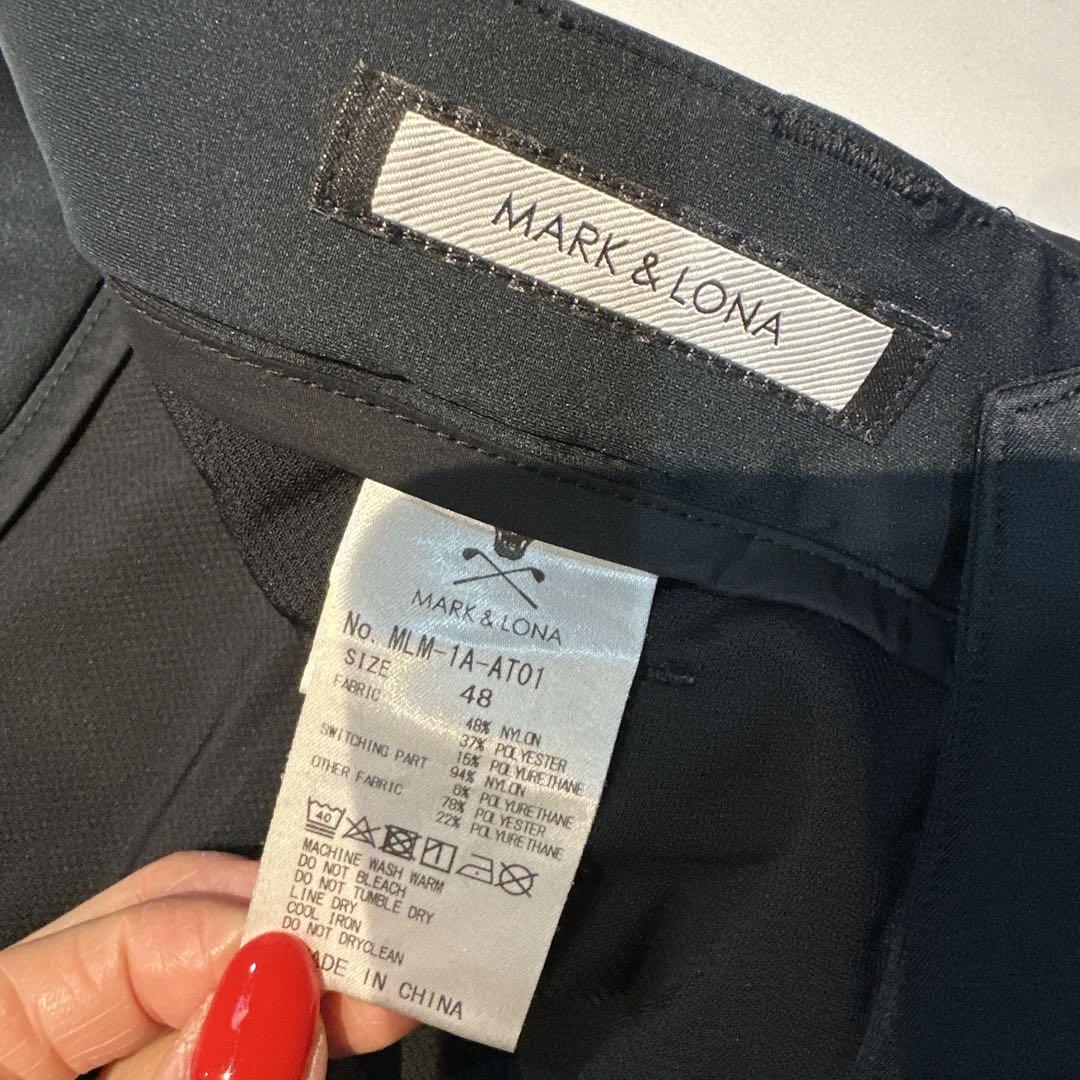 MARK & LONA
MARK & LONA
No. MLM-1A-AT01
SIZE 48
FABRIC 48% NYLON
37% POLYESTER
15% POLYURETHANE
SWITCHING PART 94% NYLON
6% POLYURETHANE
OTHER FABRIC 78% POLYESTER
22% POLYURETHANE
40
MACHINE WASH WARM
DO NOT BLEACH
DO NOT TUMBLE DRY
LINE DRY
COOL IRON
DO NOT DRYCLEAN
MADE IN CHINA